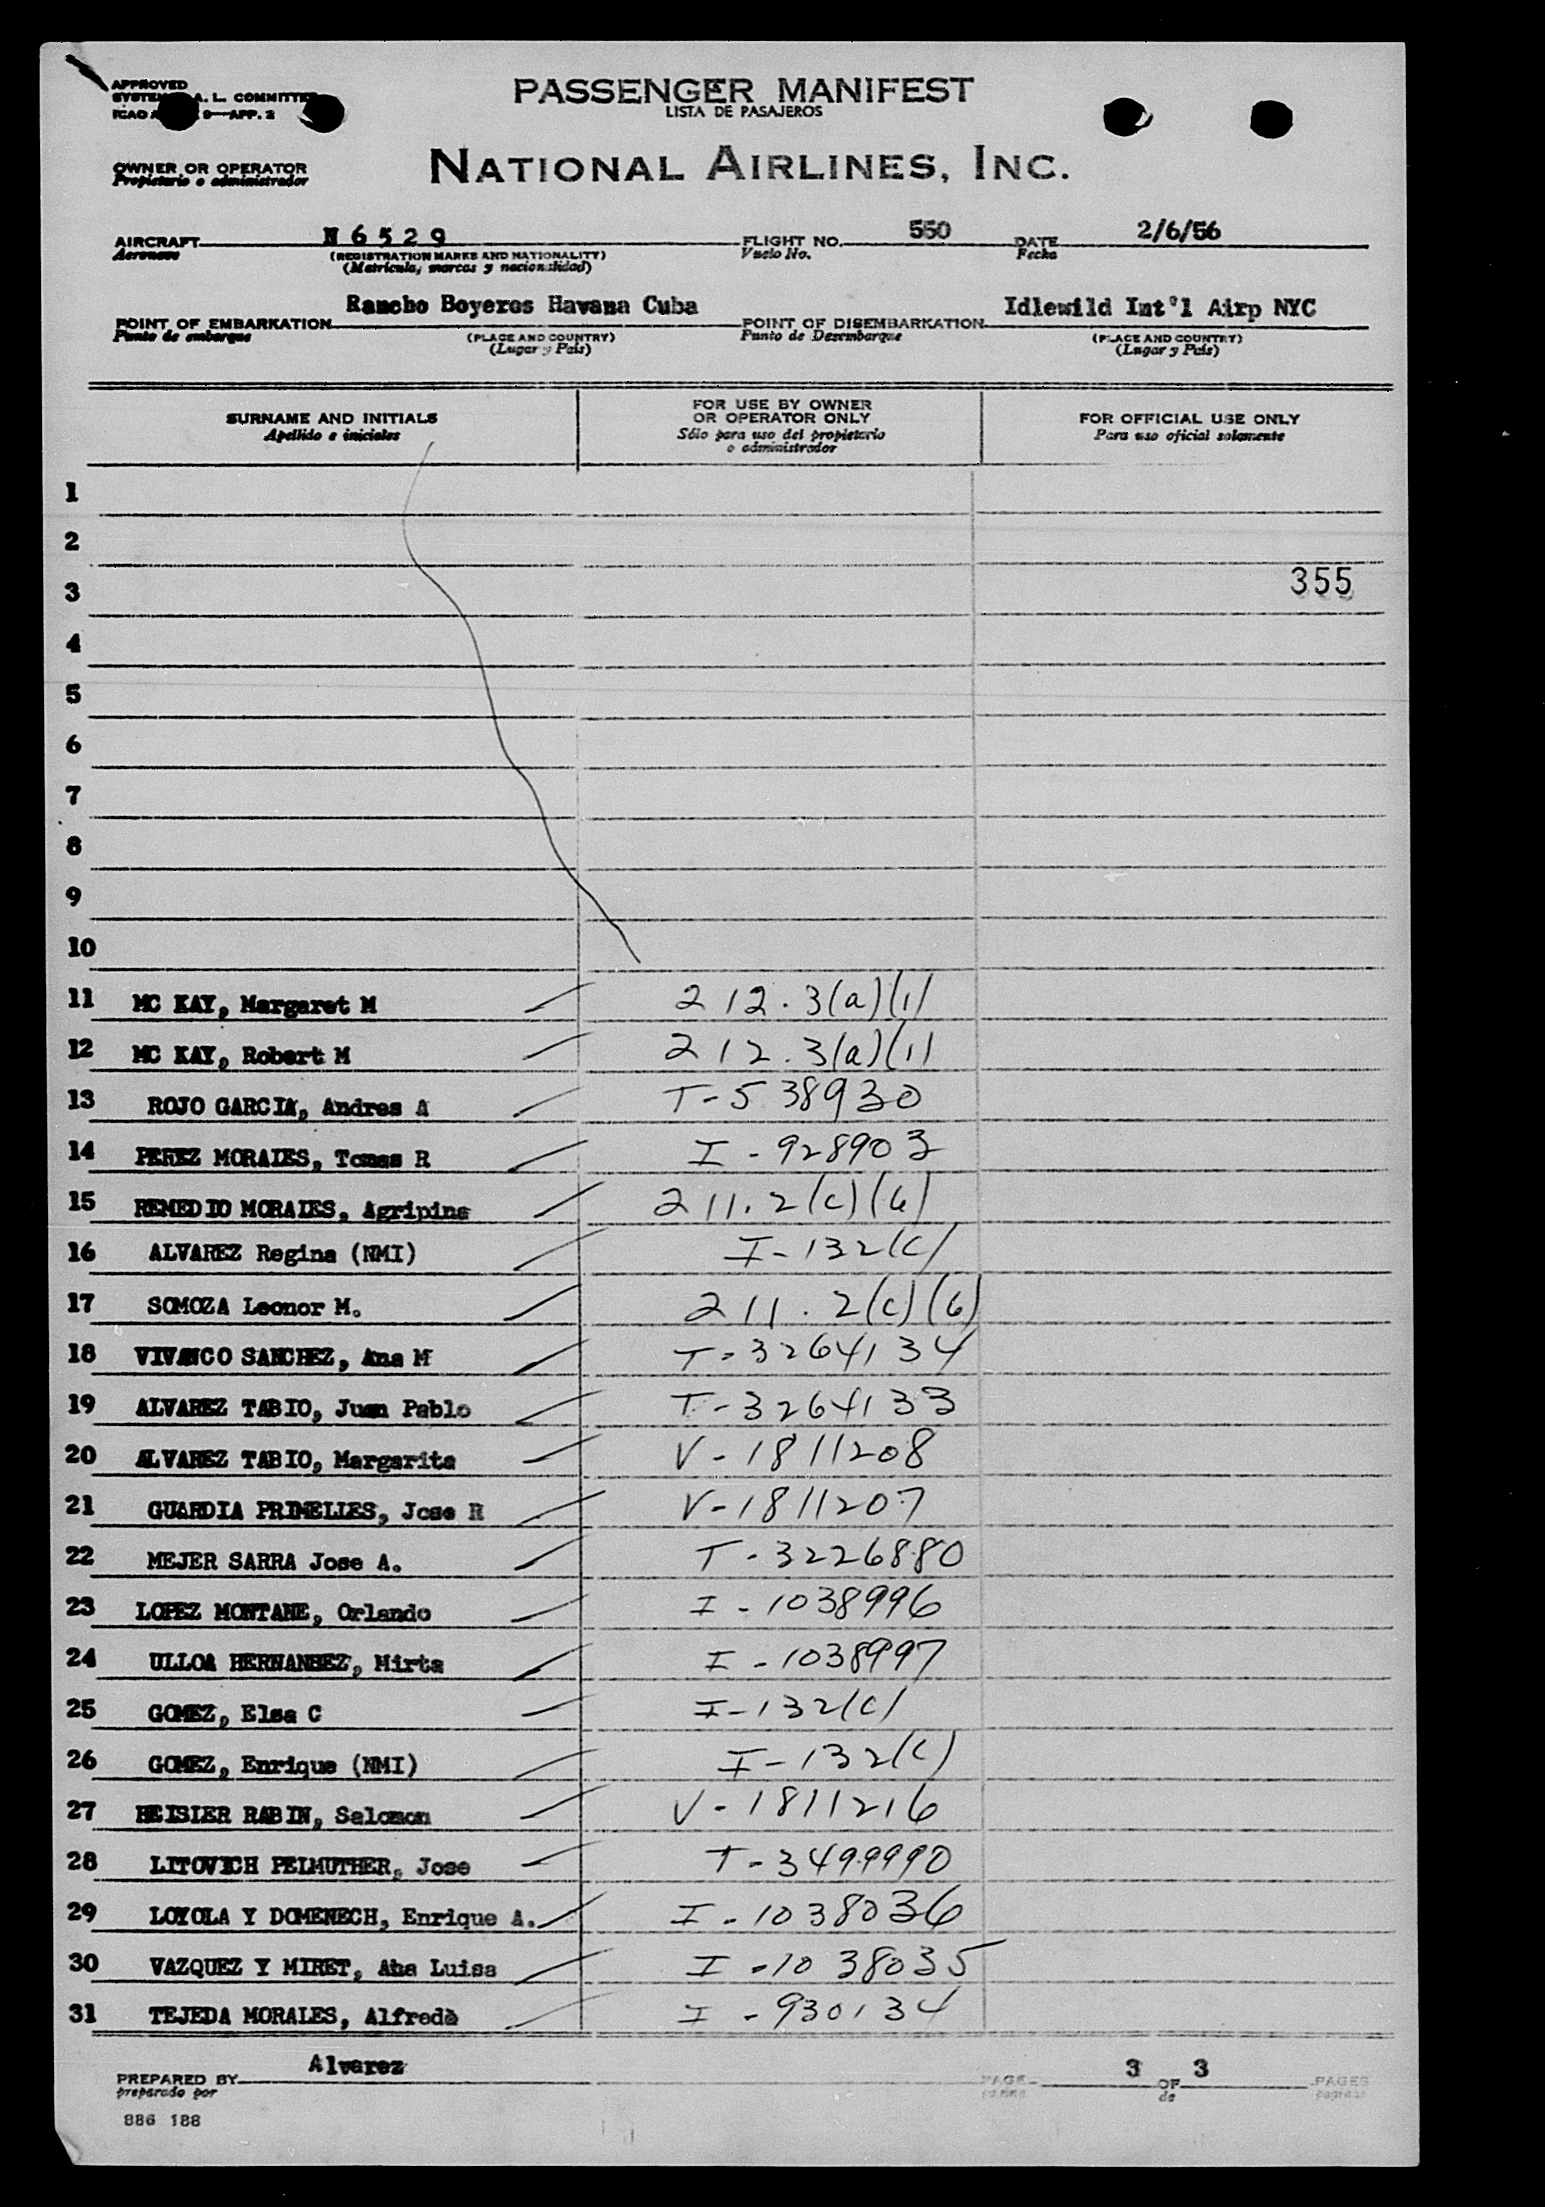 APPROVED
PASSENGER MANIFEST
LISTA DE PASAJEROS
A. L. COMMITTEE
ICAO 9—APP. 2
OWNER OR OPERATOR
Propietario o administrador
NATIONAL AIRLINES, INC.
AIRCRAFT N6529 FLIGHT NO. 550 DATE 2/6/56
Aeronave (REGISTRATION MARKS AND NATIONALITY) Vuelo No. Fecha
(Matricula, marcas y nacionalidad)
Rancho Boyeros Havana Cuba Idlewild Int'l Airp NYC
POINT OF EMBARKATION POINT OF DISEMBARKATION
Punto de embarque (PLACE AND COUNTRY) Punto de Desembarque (PLACE AND COUNTRY)
(Lugar y País) (Lugar y País)
SURNAME AND INITIALS FOR USE BY OWNER OR OPERATOR ONLY FOR OFFICIAL USE ONLY
Apellido e iniciales Sólo para uso del propietario o administrador Para uso oficial solamente
1
2
3 355
4
5
6
7
8
9
10
11 MC KAY, Margaret M 212.3(a)(1)
12 MC KAY, Robert M 212.3(a)(1)
13 ROJO GARCIA, Andres A T-538930
14 PEREZ MORALES, Tomas R I-928903
15 REMEDIO MORALES, Agripina 211.2(c)(6)
16 ALVAREZ Regina (NMI) I-132(c)
17 SOMOZA Leonor M. 211.2(c)(6)
18 VIVANCO SANCHEZ, Ana M T-3264134
19 ALVAREZ TABIO, Juan Pablo T-3264133
20 ALVAREZ TABIO, Margarita V-1811208
21 GUARDIA PRIMELLES, Jose R V-1811207
22 MEJER SARRA Jose A. T-3226880
23 LOPEZ MONTANE, Orlando I-1038996
24 ULLOA HERNANDEZ, Mirta I-1038997
25 GOMEZ, Elsa C I-132(c)
26 GOMEZ, Enrique (NMI) I-132(c)
27 HEISLER RABIN, Salomon V-1811216
28 LITOVICH PELMUTHER, Jose T-3499990
29 LOYOLA Y DOMENECH, Enrique A. I-1038036
30 VAZQUEZ Y MIRET, Aha Luisa I-1038035
31 TEJEDA MORALES, Alfredo I-930134
PREPARED BY Alvarez PAGE 3 OF 3 PAGES
preparado por de
886 188